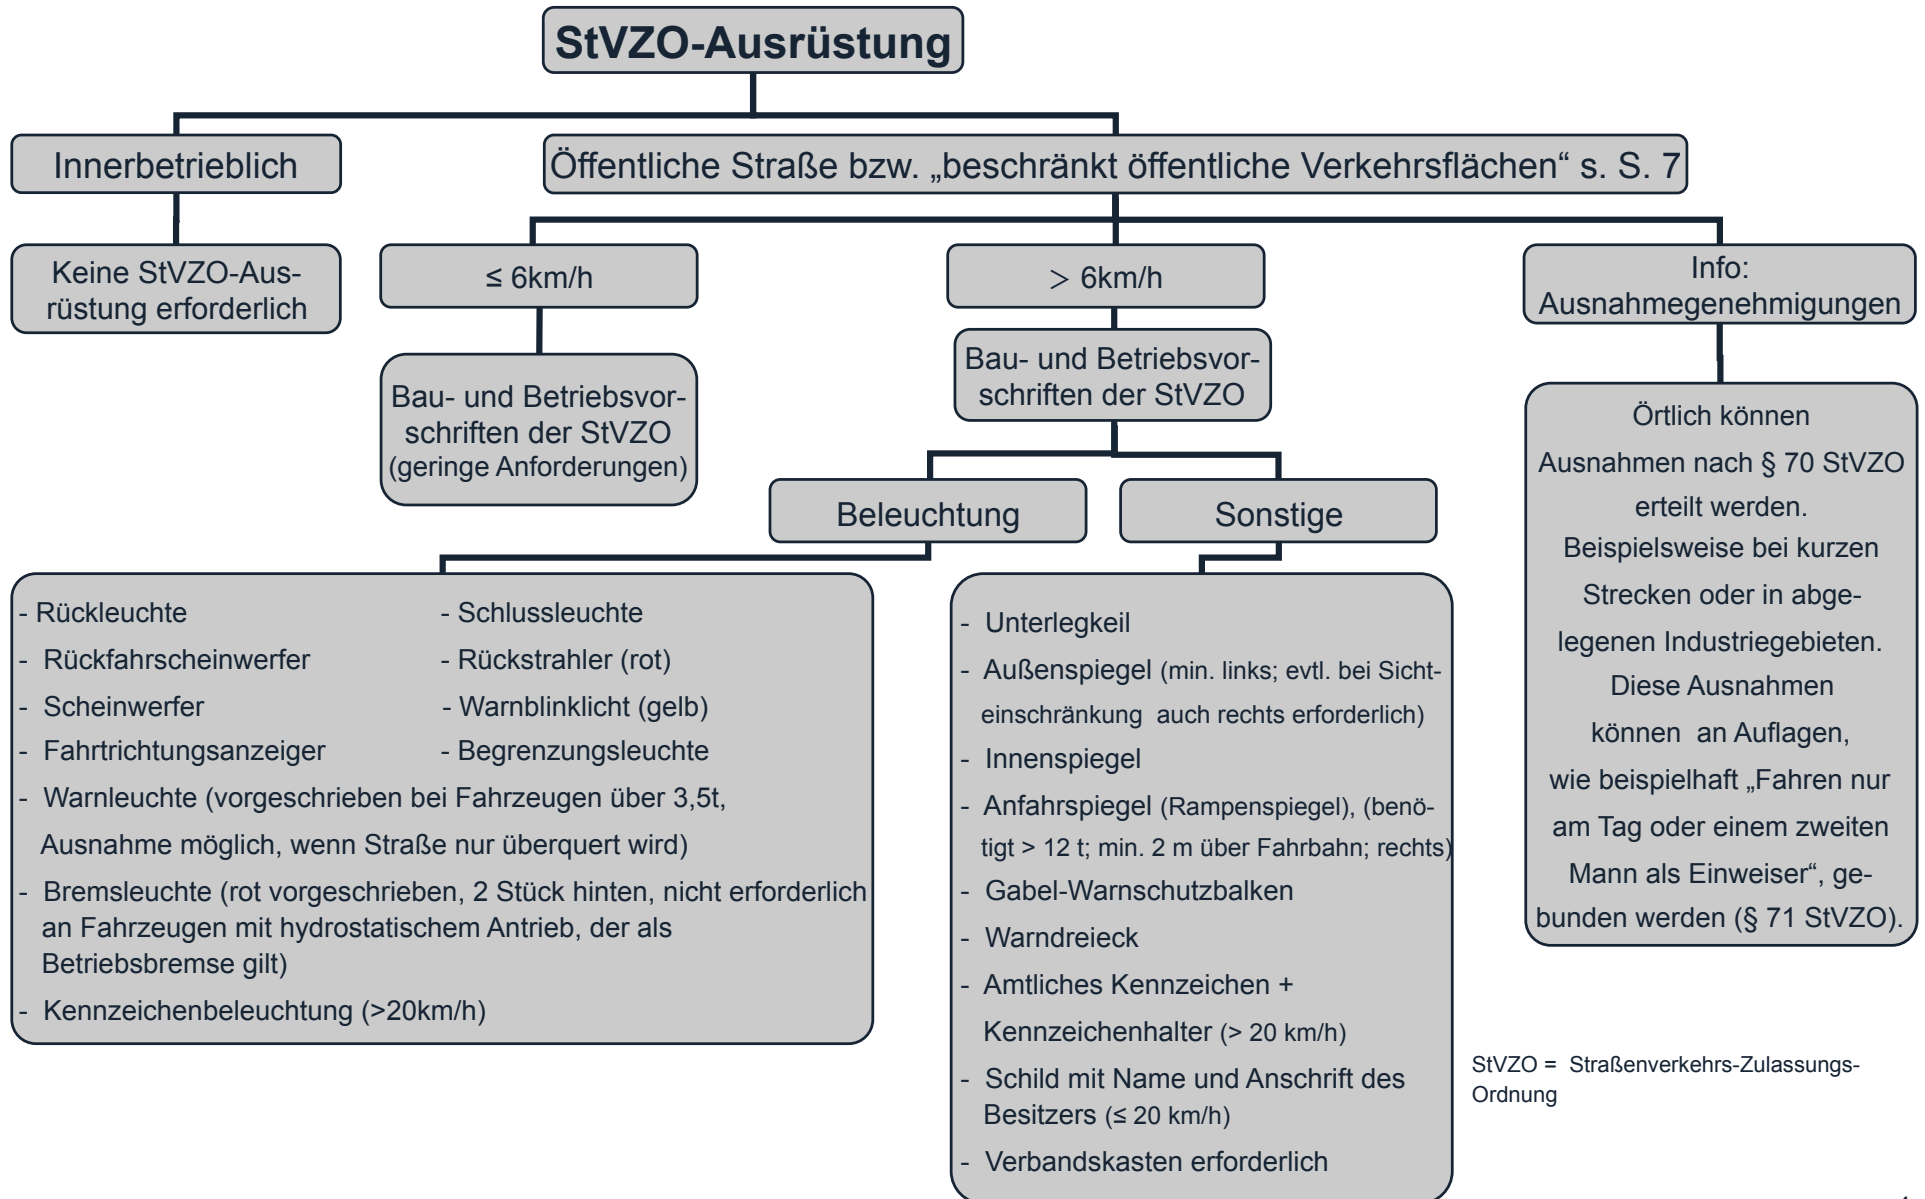 StVZO-Ausrüstung
Innerbetrieblich
Öffentliche Straße bzw. „beschränkt öffentliche Verkehrsflächen“ s. S. 7
Keine StVZO-Aus-
rüstung erforderlich
≤ 6km/h
> 6km/h
Info:
Ausnahmegenehmigungen
Bau- und Betriebsvor-
schriften der StVZO
(geringe Anforderungen)
Bau- und Betriebsvor-
schriften der StVZO
Örtlich können
Ausnahmen nach § 70 StVZO
erteilt werden.
Beispielsweise bei kurzen
Strecken oder in abge-
legenen Industriegebieten.
Diese Ausnahmen
können an Auflagen,
wie beispielhaft „Fahren nur
am Tag oder einem zweiten
Mann als Einweiser“, ge-
bunden werden (§ 71 StVZO).
Beleuchtung
Sonstige
- Rückleuchte
- Schlussleuchte
- Rückfahrscheinwerfer
- Rückstrahler (rot)
- Scheinwerfer
- Warnblinklicht (gelb)
- Fahrtrichtungsanzeiger
- Begrenzungsleuchte
- Warnleuchte (vorgeschrieben bei Fahrzeugen über 3,5t,
Ausnahme möglich, wenn Straße nur überquert wird)
- Bremsleuchte (rot vorgeschrieben, 2 Stück hinten, nicht erforderlich
an Fahrzeugen mit hydrostatischem Antrieb, der als
Betriebsbremse gilt)
- Kennzeichenbeleuchtung (>20km/h)
- Unterlegkeil
- Außenspiegel (min. links; evtl. bei Sicht-
einschränkung auch rechts erforderlich)
- Innenspiegel
- Anfahrspiegel (Rampenspiegel), (benö-
tigt > 12 t; min. 2 m über Fahrbahn; rechts)
- Gabel-Warnschutzbalken
- Warndreieck
- Amtliches Kennzeichen +
Kennzeichenhalter (> 20 km/h)
- Schild mit Name und Anschrift des
Besitzers (≤ 20 km/h)
- Verbandskasten erforderlich
StVZO = Straßenverkehrs-Zulassungs-
Ordnung